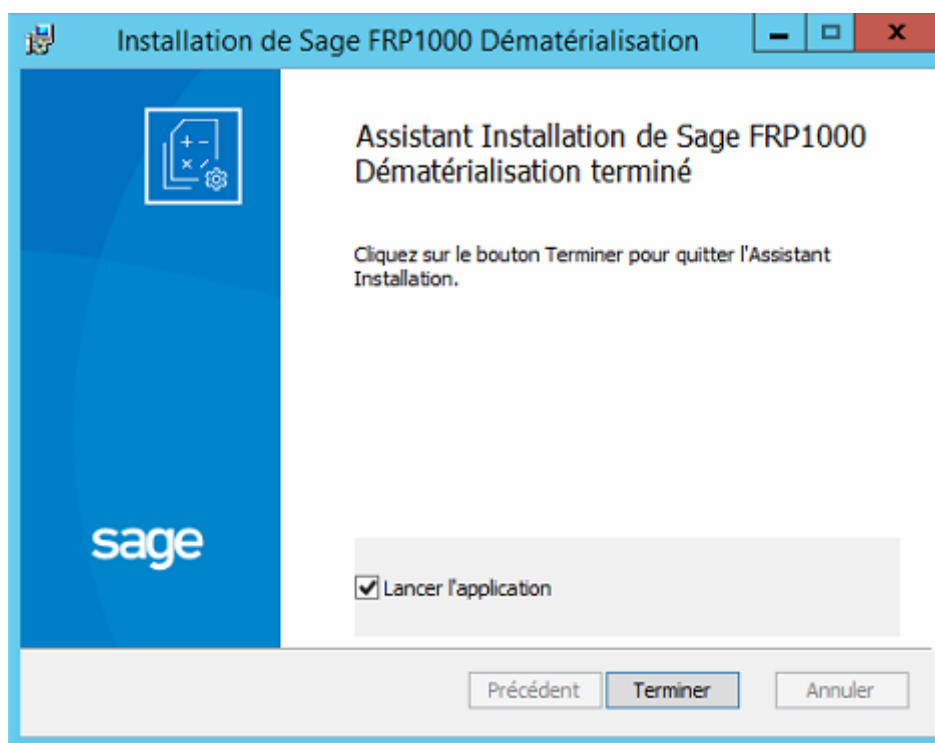 Installation de Sage FRP1000 Dématérialisation
Assistant Installation de Sage FRP1000
Dématérialisation terminé
Cliquez sur le bouton Terminer pour quitter l'Assistant
Installation.
sage
Lancer l'application
Précédent
Terminer
Annuler